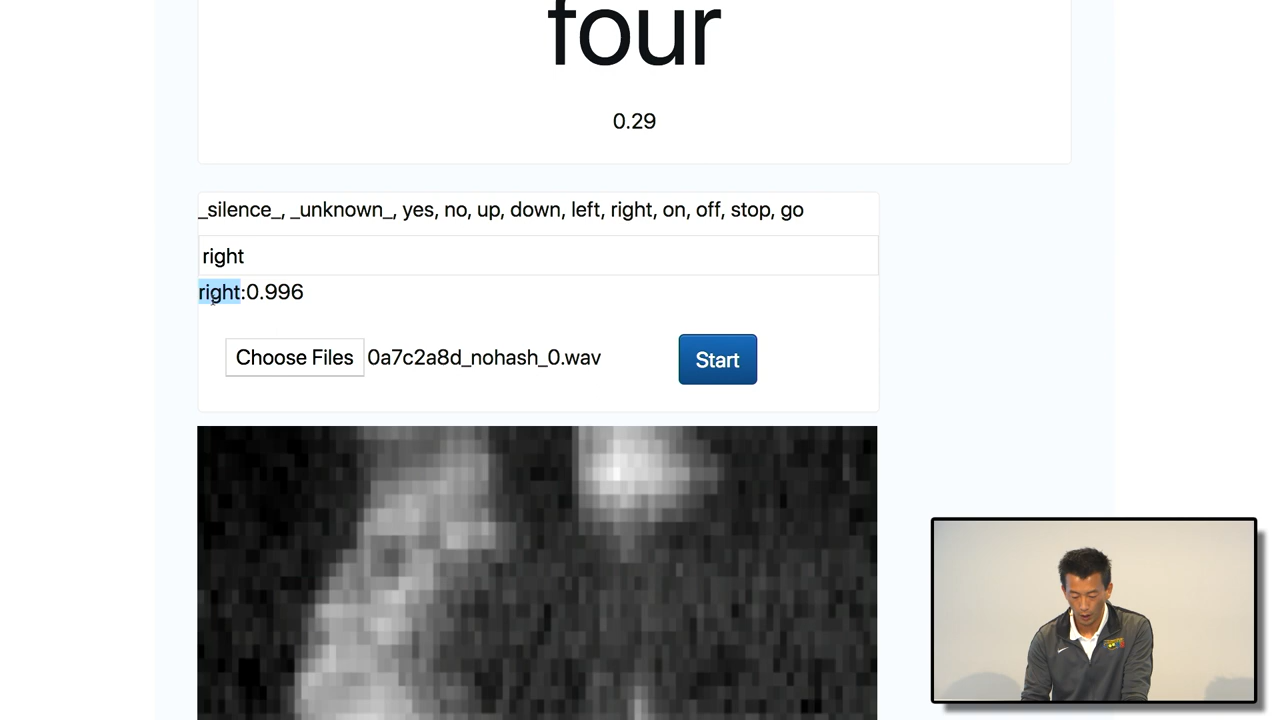 four
0.29
_silence_, _unknown_, yes, no, up, down, left, right, on, off, stop, go
right
right:0.996
Choose Files 0a7c2a8d_nohash_0.wav
Start